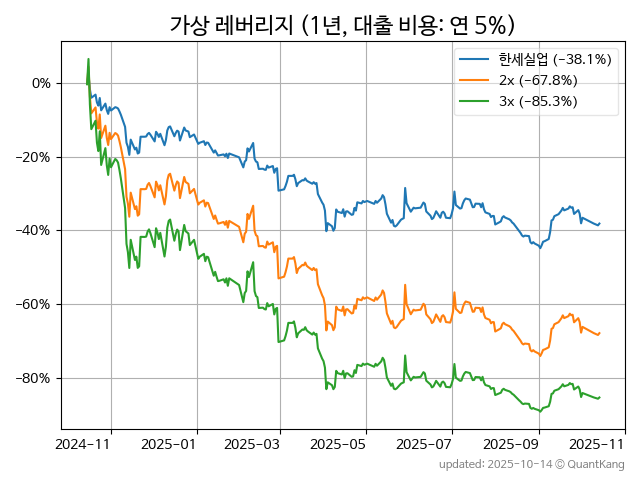 가상 레버리지 (1년, 대출 비용: 연 5%)
한세실업 (−38.1%)
2x (−67.8%)
3x (−85.3%)
0%
−20%
−40%
−60%
−80%
2024−11 2025−01 2025−03 2025−05 2025−07 2025−09 2025−11
updated: 2025-10-14 © QuantKang